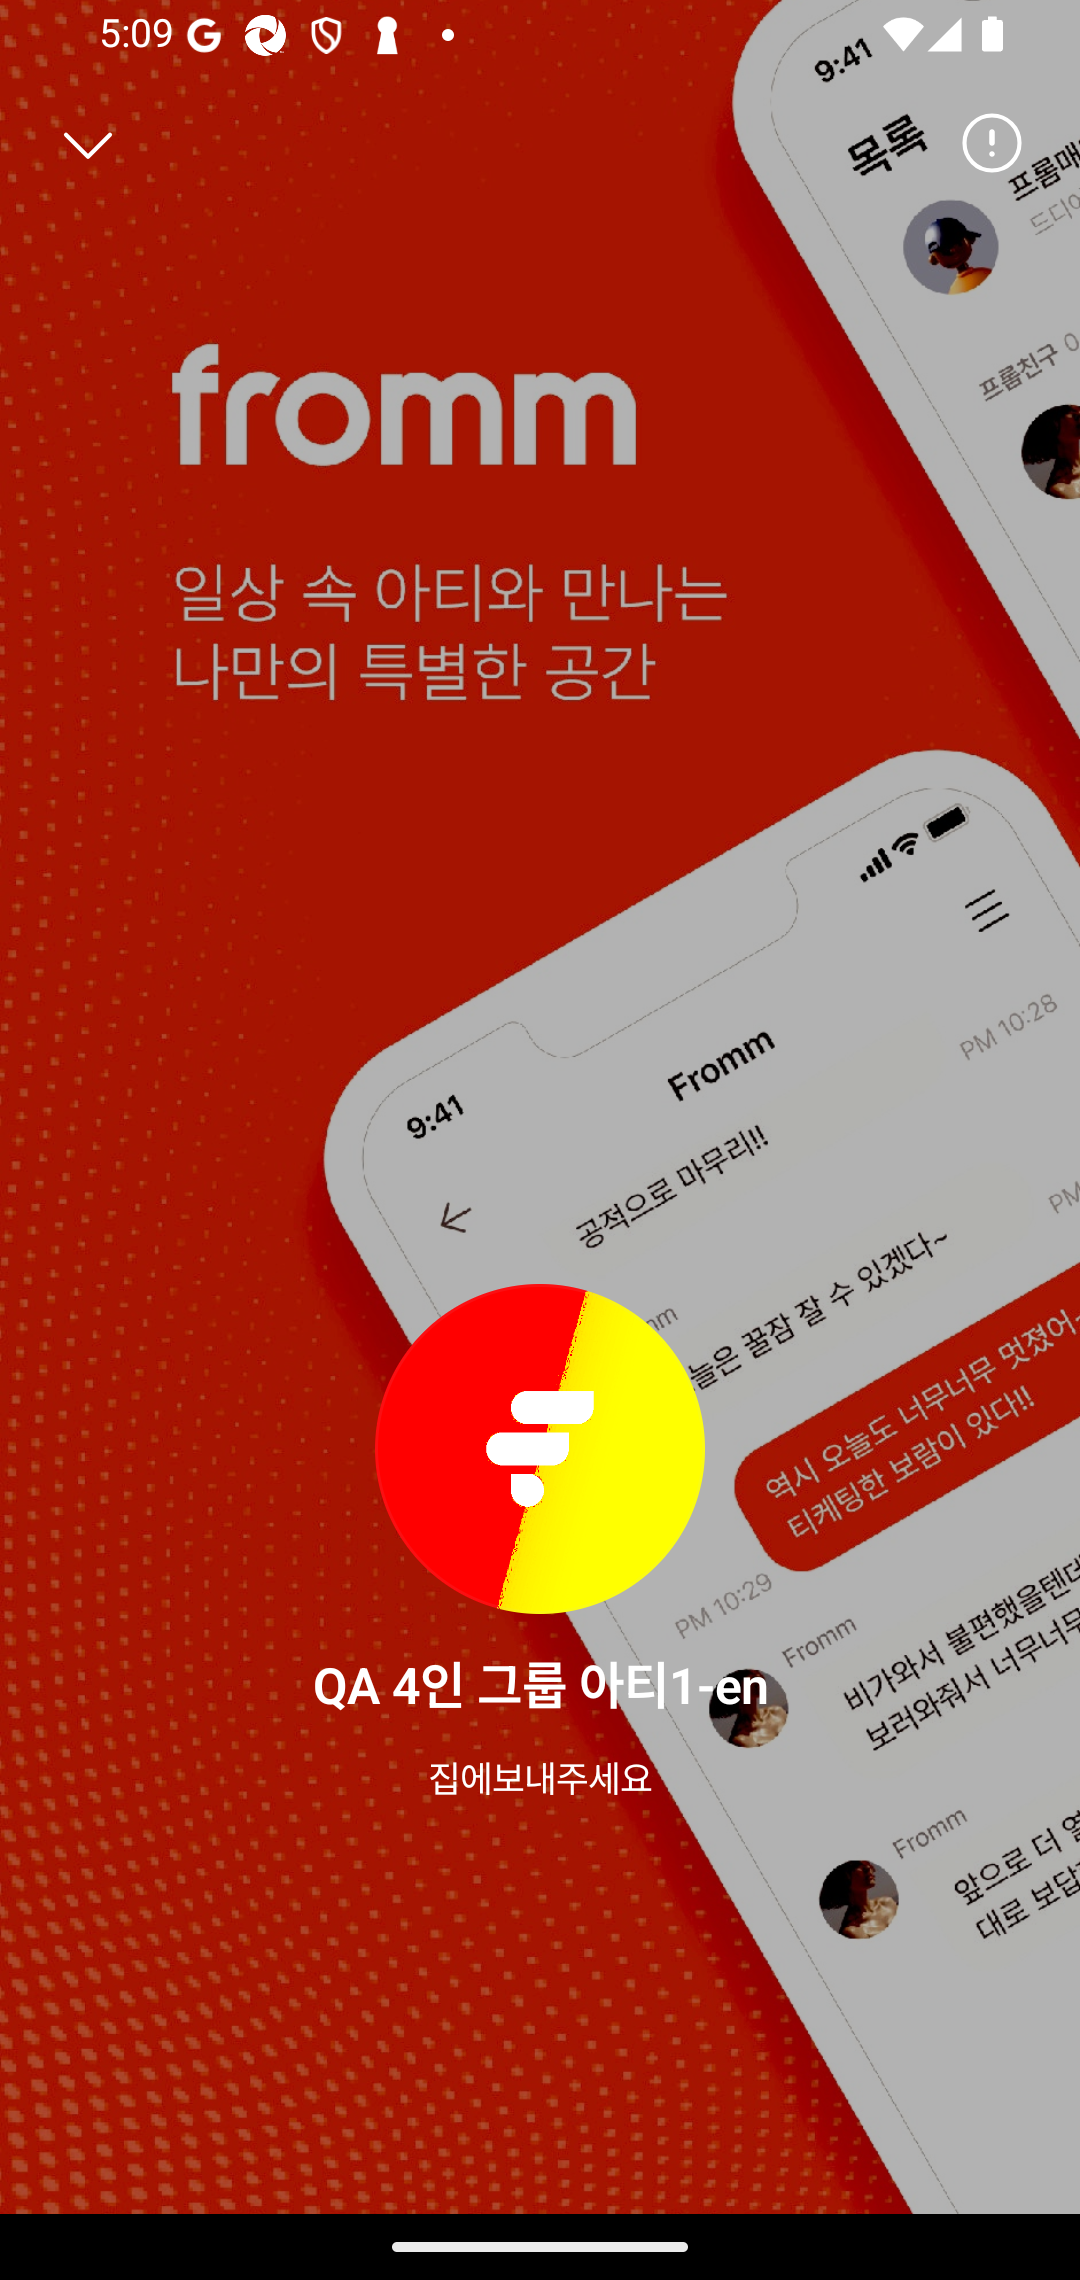 5:09
9:41
목록
프롬매
드디어
프롬친구
fromm
일상 속 아티와 만나는
나만의 특별한 공간
9:41
Fromm
PM 10:28
공적으로 마무리!!
PM
늘은 꿀잠 잘 수 있겠다~
역시 오늘도 너무너무 멋졌어~
티케팅한 보람이 있다!!
PM 10:29
Fromm
비가와서 불편했을텐데
보러와줘서 너무너무
QA 4인 그룹 아티1-en
집에보내주세요
Fromm
앞으로 더 열
대로 보답